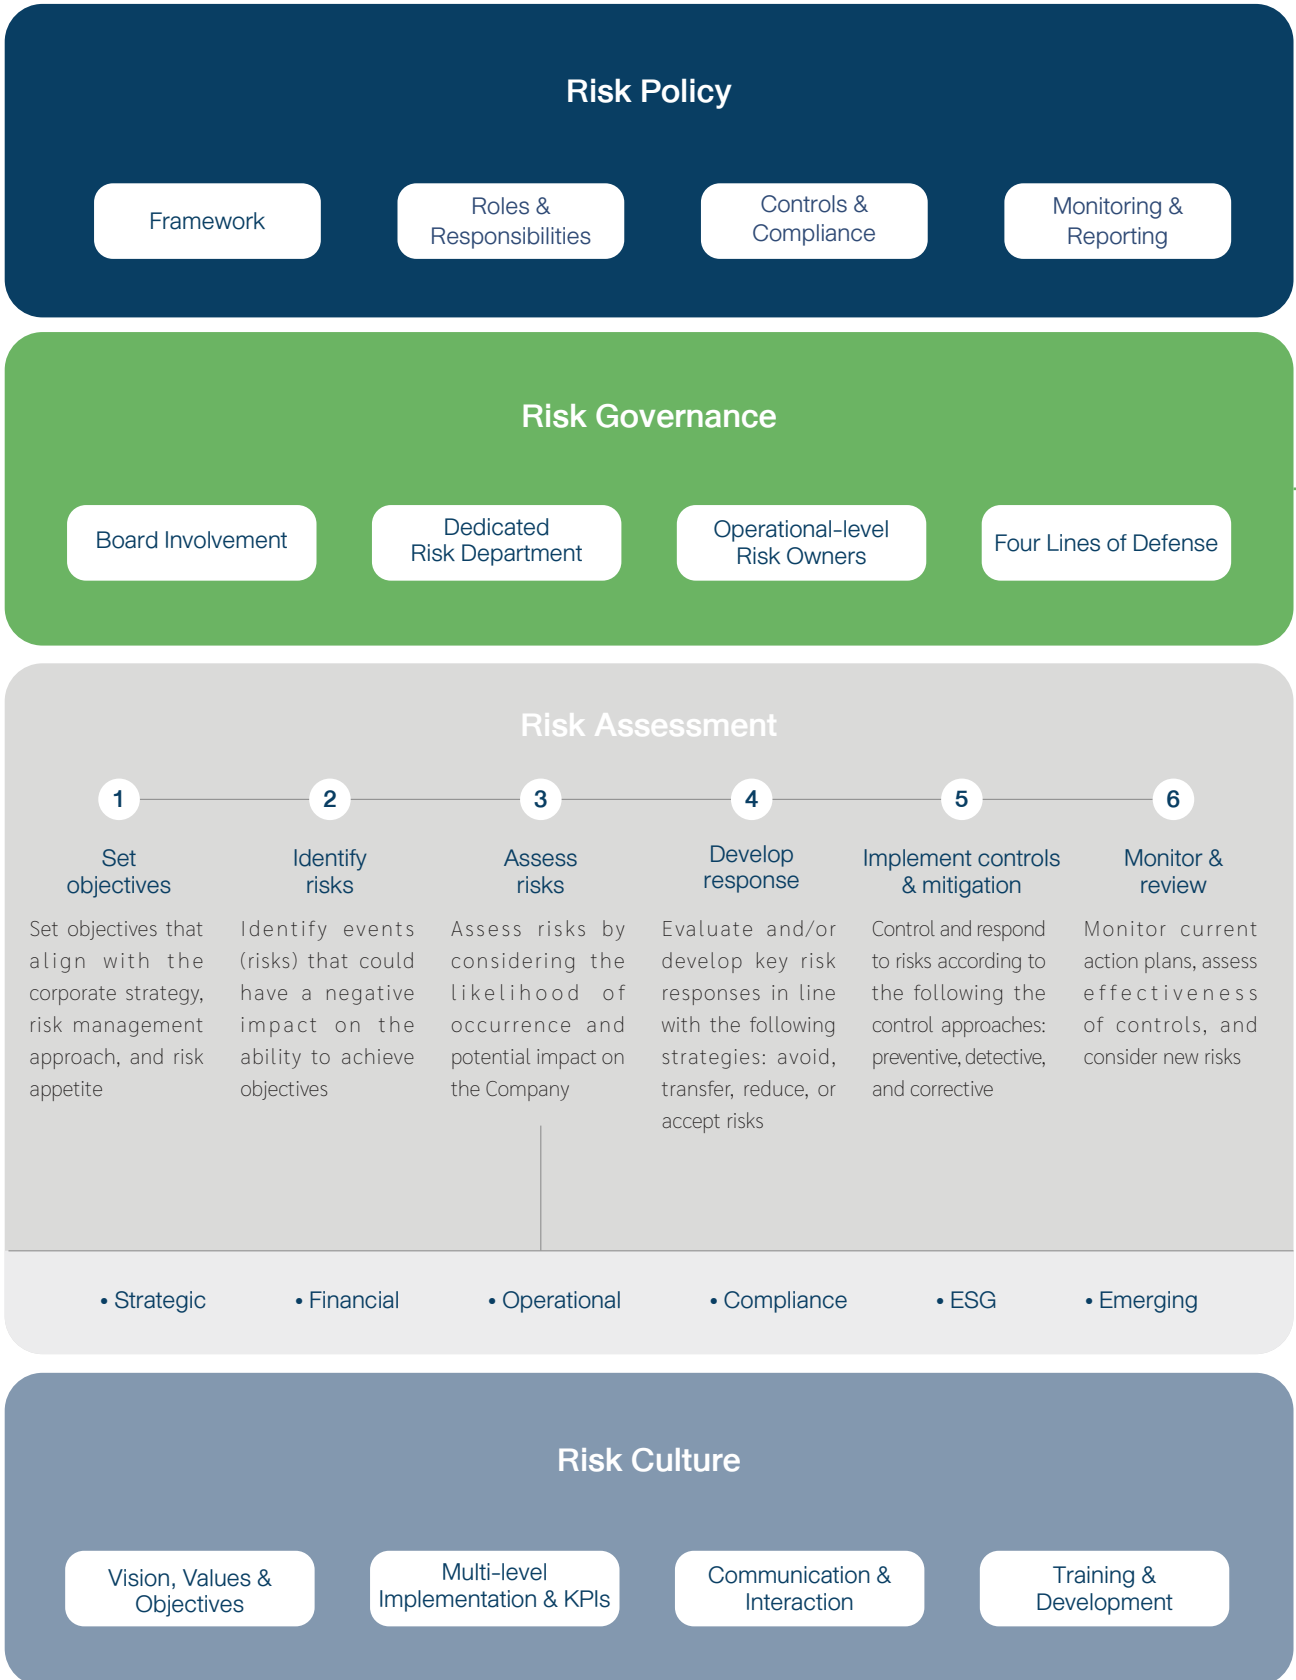 Risk Policy
Framework
Roles &
Responsibilities
Controls &
Compliance
Monitoring &
Reporting
Risk Governance
Board Involvement
Dedicated
Risk Department
Operational-level
Risk Owners
Four Lines of Defense
Risk Assessment
1
Set
objectives
Set objectives that
align with the
corporate strategy,
risk management
approach, and risk
appetite
2
Identify
risks
Identify events
(risks) that could
have a negative
impact on the
ability to achieve
objectives
3
Assess
risks
Assess risks by
considering the
likelihood of
occurrence and
potential impact on
the Company
4
Develop
response
Evaluate and/or
develop key risk
responses in line
with the following
strategies: avoid,
transfer, reduce, or
accept risks
5
Implement controls
& mitigation
Control and respond
to risks according to
the following the
control approaches:
preventive, detective,
and corrective
6
Monitor &
review
Monitor current
action plans, assess
effectiveness
of controls, and
consider new risks
• Strategic
• Financial
• Operational
• Compliance
• ESG
• Emerging
Risk Culture
Vision, Values &
Objectives
Multi-level
Implementation & KPIs
Communication &
Interaction
Training &
Development